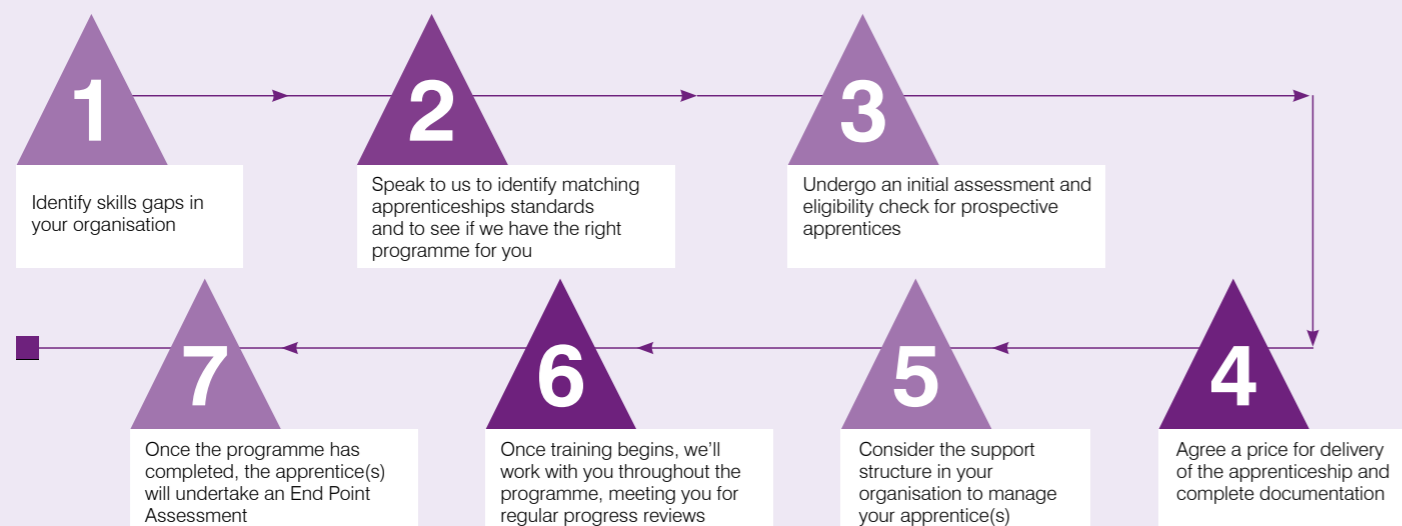 1
Identify skills gaps in
your organisation
2
Speak to us to identify matching
apprenticeships standards
and to see if we have the right
programme for you
3
Undergo an initial assessment and
eligibility check for prospective
apprentices
4
Agree a price for delivery
of the apprenticeship and
complete documentation
5
Consider the support
structure in your
organisation to manage
your apprentice(s)
6
Once training begins, we’ll
work with you throughout the
programme, meeting you for
regular progress reviews
7
Once the programme has
completed, the apprentice(s)
will undertake an End Point
Assessment